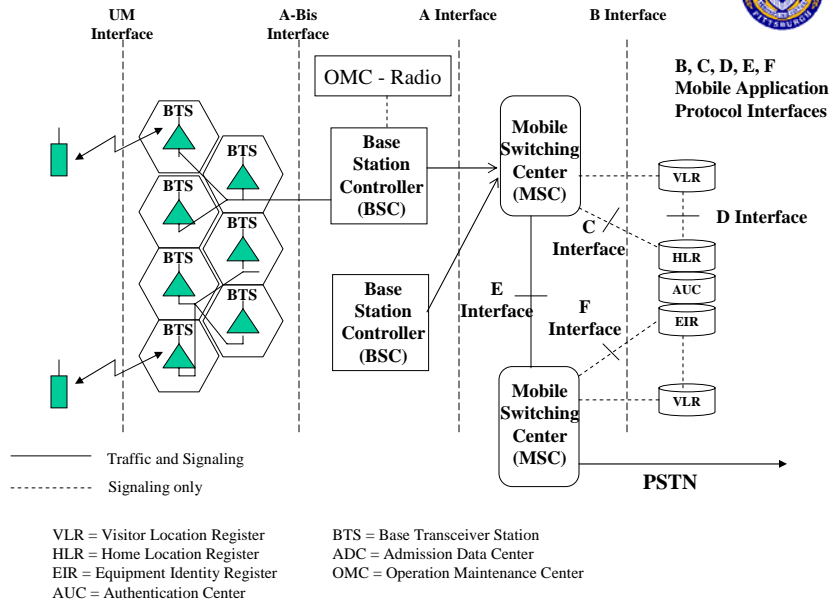 UM
Interface
A-Bis
Interface
A Interface
B Interface
PITTSBURGH
OMC - Radio
B, C, D, E, F
Mobile Application
Protocol Interfaces
BTS
BTS
BTS
BTS
BTS
BTS
BTS
Base
Station
Controller
(BSC)
Mobile
Switching
Center
(MSC)
VLR
D Interface
C
Interface
HLR
AUC
EIR
Base
Station
Controller
(BSC)
E
Interface
F
Interface
VLR
Mobile
Switching
Center
(MSC)
PSTN
Traffic and Signaling
Signaling only
VLR = Visitor Location Register
HLR = Home Location Register
EIR = Equipment Identity Register
AUC = Authentication Center
BTS = Base Transceiver Station
ADC = Admission Data Center
OMC = Operation Maintenance Center